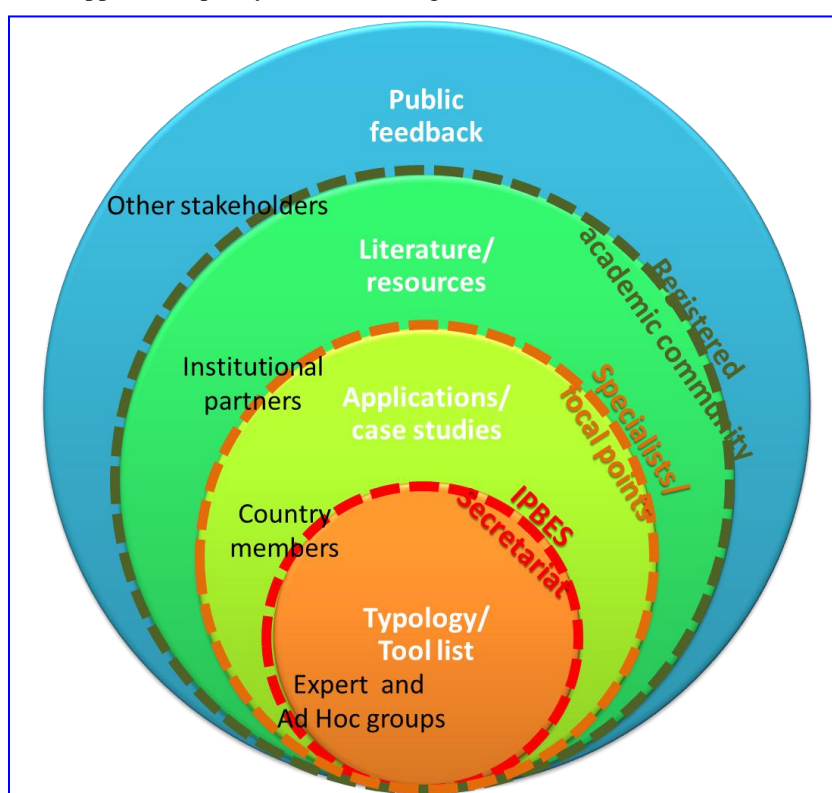 Public
feedback
Other stakeholders
Literature/
resources
Registered
academic community
Institutional
partners
Applications/
case studies
Specialists/
focal points
Country
members
IPBES
Secretariat
Typology/
Tool list
Expert and
Ad Hoc groups